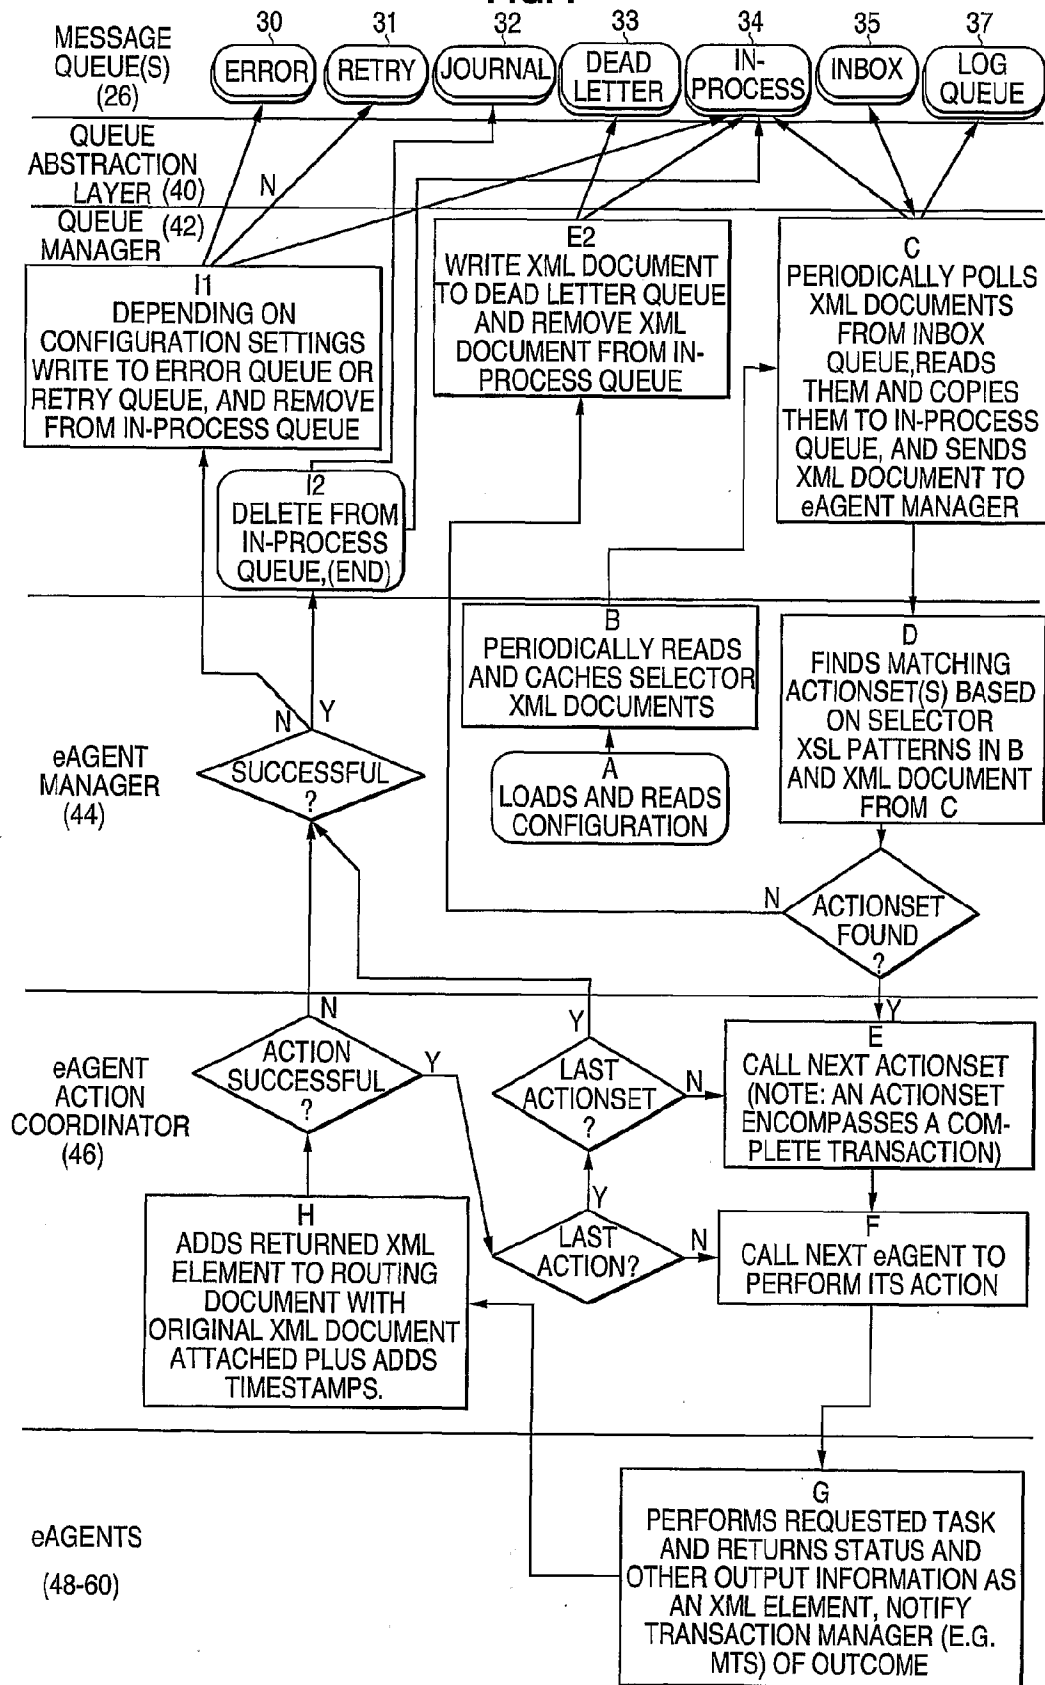 30 31 32 33 34 35 37
MESSAGE
QUEUE(S)
(26)
ERROR
RETRY
JOURNAL
DEAD
LETTER
IN-
PROCESS
INBOX
LOG
QUEUE
QUEUE
ABSTRACTION
LAYER (40)
N
QUEUE
MANAGER (42)
I1
DEPENDING ON
CONFIGURATION SETTINGS
WRITE TO ERROR QUEUE OR
RETRY QUEUE, AND REMOVE
FROM IN-PROCESS QUEUE
E2
WRITE XML DOCUMENT
TO DEAD LETTER QUEUE
AND REMOVE XML
DOCUMENT FROM IN-
PROCESS QUEUE
C
PERIODICALLY POLLS
XML DOCUMENTS
FROM INBOX
QUEUE,READS
THEM AND COPIES
THEM TO IN-PROCESS
QUEUE, AND SENDS
XML DOCUMENT TO
eAGENT MANAGER
I2
DELETE FROM
IN-PROCESS
QUEUE,(END)
B
PERIODICALLY READS
AND CACHES SELECTOR
XML DOCUMENTS
D
FINDS MATCHING
ACTIONSET(S) BASED
ON SELECTOR
XSL PATTERNS IN B
AND XML DOCUMENT
FROM C
N Y
eAGENT
MANAGER
(44)
SUCCESSFUL
?
A
LOADS AND READS
CONFIGURATION
N
ACTIONSET
FOUND
?
Y
N
eAGENT
ACTION
COORDINATOR
(46)
ACTION
SUCCESSFUL
?
Y
Y
LAST
ACTIONSET
?
N
E
CALL NEXT ACTIONSET
(NOTE: AN ACTIONSET
ENCOMPASSES A COM-
PLETE TRANSACTION)
H
ADDS RETURNED XML
ELEMENT TO ROUTING
DOCUMENT WITH
ORIGINAL XML DOCUMENT
ATTACHED PLUS ADDS
TIMESTAMPS.
Y
LAST
ACTION?
N
F
CALL NEXT eAGENT TO
PERFORM ITS ACTION
eAGENTS
(48-60)
G
PERFORMS REQUESTED TASK
AND RETURNS STATUS AND
OTHER OUTPUT INFORMATION AS
AN XML ELEMENT, NOTIFY
TRANSACTION MANAGER (E.G.
MTS) OF OUTCOME